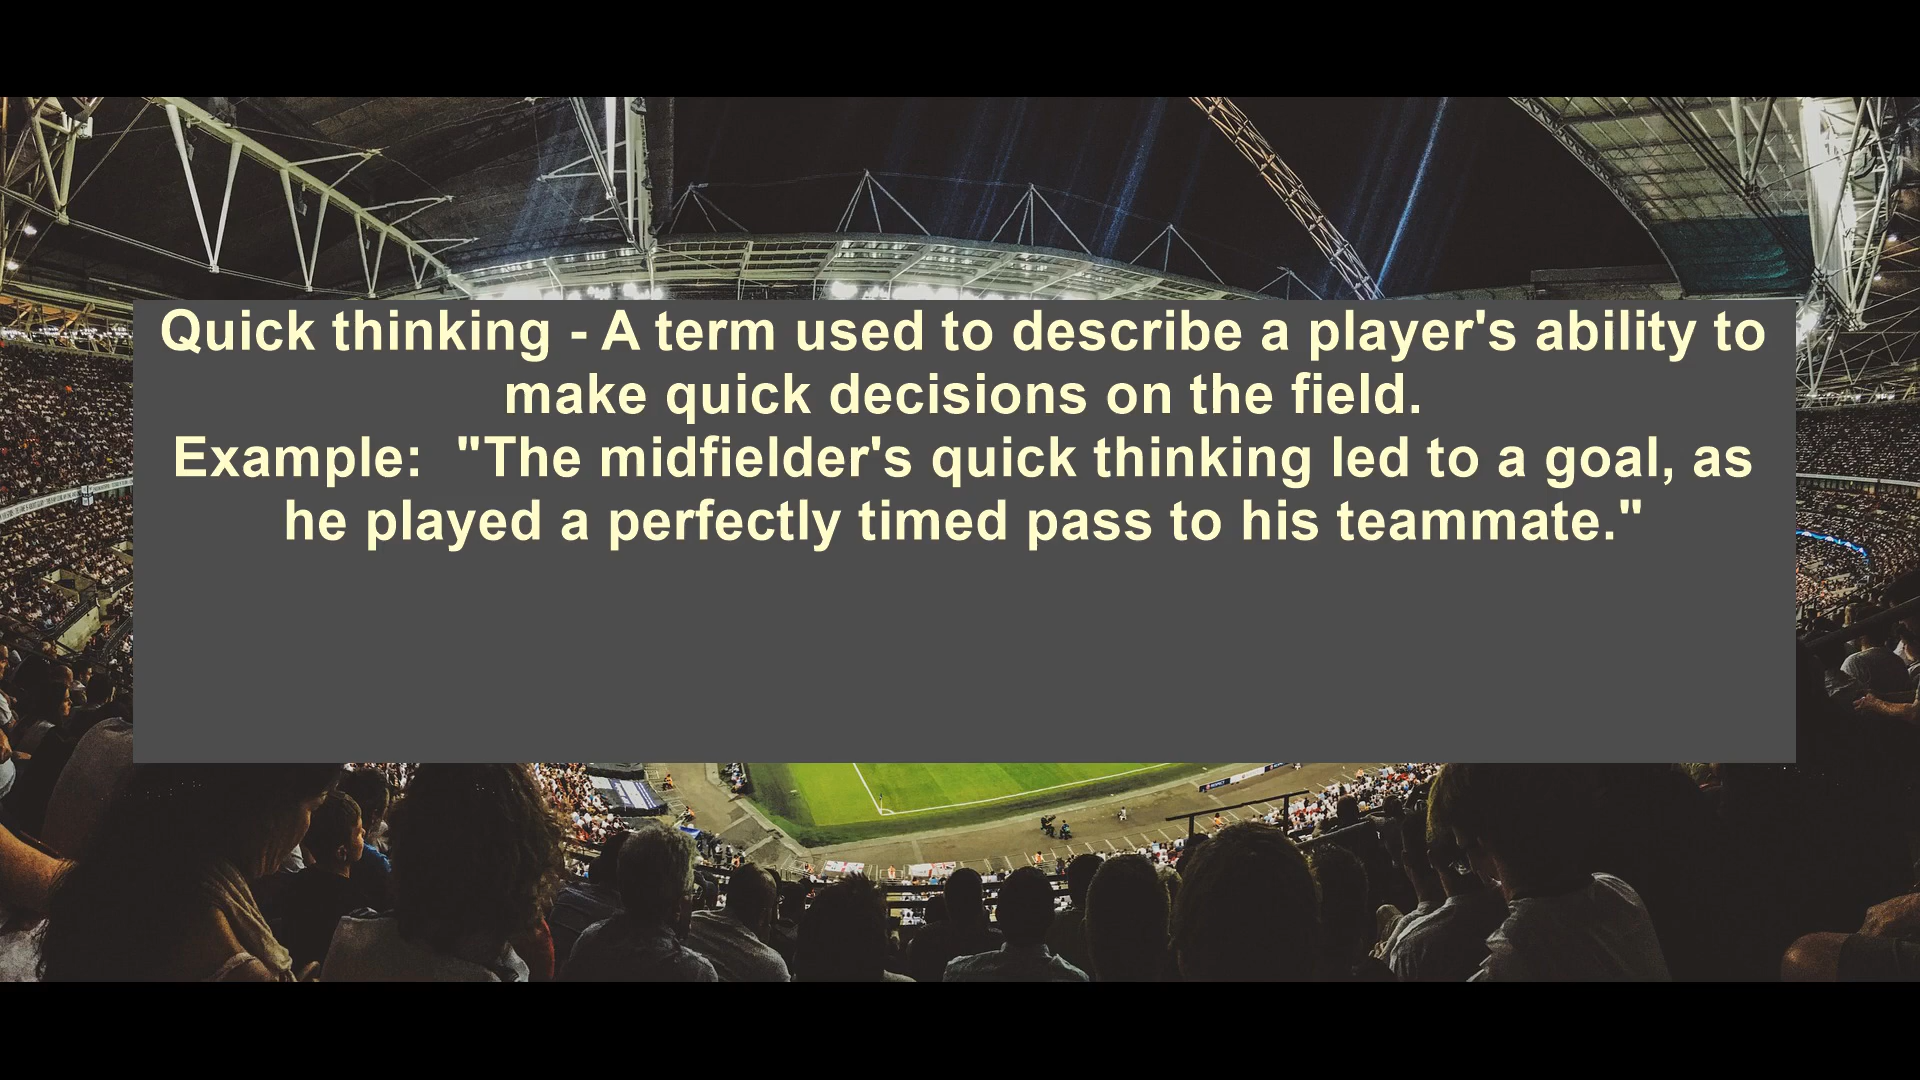 Quick thinking - A term used to describe a player's ability to
make quick decisions on the field.
Example:  "The midfielder's quick thinking led to a goal, as
he played a perfectly timed pass to his teammate."